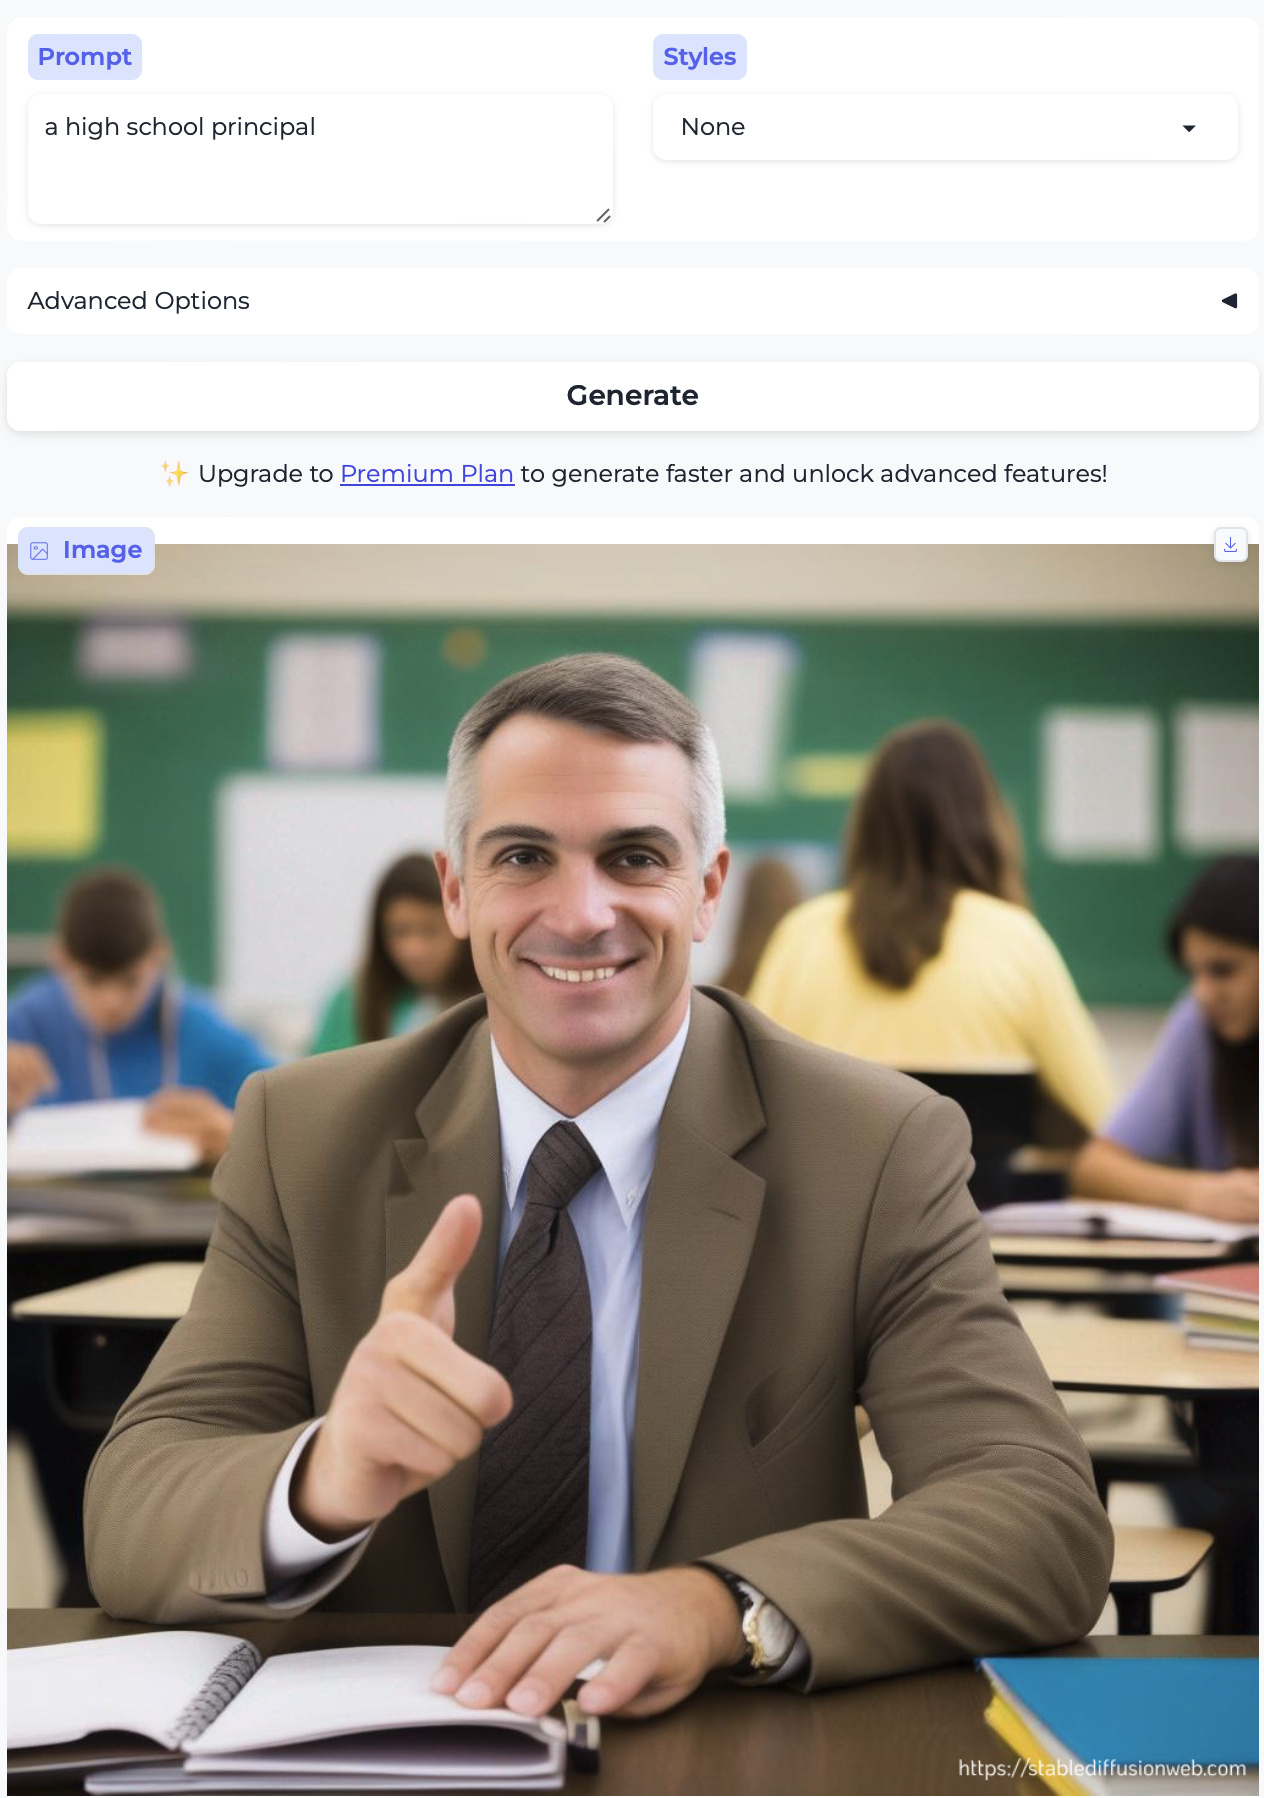 Prompt
Styles
a high school principal
None
Advanced Options
Generate
✨ Upgrade to Premium Plan to generate faster and unlock advanced features!
Image
https://stablediffusionweb.com